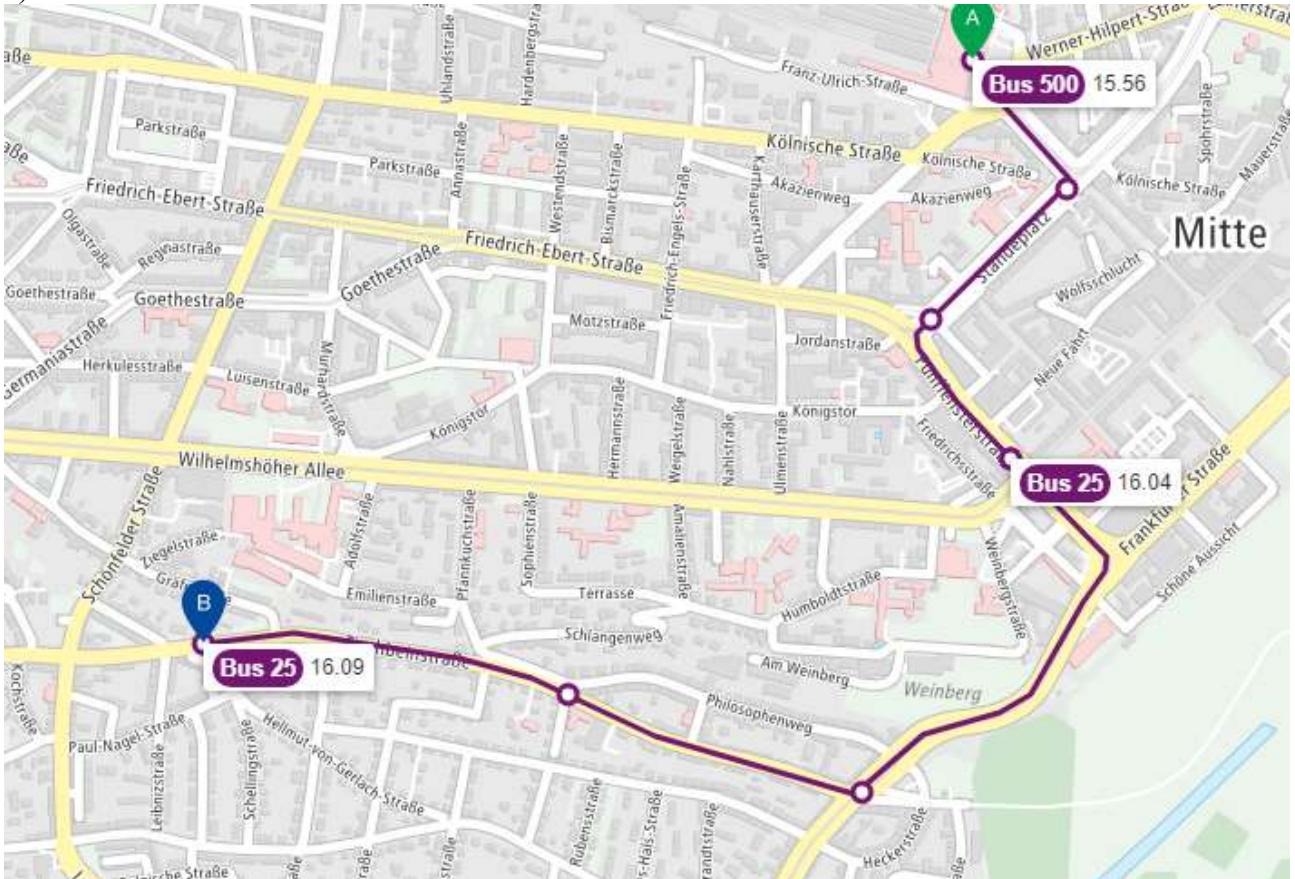 A
Werner-Hilpert-Straße
Uhlandstraße
Hardenbergstraße
Franz-Ulrich-Straße
Bus 500 15.56
Spohrstraße
Mauerstraße
Parkstraße
Kölnische Straße
Kölnische Straße
Kölnische Straße
Parkstraße
Annastraße
Westendstraße
Bismarckstraße
Friedrich-Engels-Straße
Karthäuserstraße
Akazienweg
Akazienweg
Friedrich-Ebert-Straße
Olgastraße
Reginastraße
Friedrich-Ebert-Straße
Ständeplatz
Mitte
Wolfsschlucht
Goethestraße
Goethestraße
Goethestraße
Germaniastraße
Motzstraße
Jordanstraße
Neue Fahrt
Herkulesstraße
Luisenstraße
Murhardstraße
Fünffensterstraße
Königstor
Königstor
Hermannstraße
Weigelstraße
Nahlstraße
Ulmenstraße
Friedrichsstraße
Wilhelmshöher Allee
Bus 25 16.04
Frankfurter Straße
Schöne Aussicht
Schönfelder Straße
Ziegelstraße
Adolfstraße
Pfannkuchstraße
Sophienstraße
Amalienstraße
Weinbergstraße
B
Emilienstraße
Terrasse
Humboldtstraße
Schlangenweg
Bus 25 16.09
Am Weinberg
Weinberg
Philosophenweg
Kochstraße
Paul-Nagel-Straße
Hellmut-von-Gerlach-Straße
Leibnizstraße
Schellingstraße
Rubensstraße
Heckerstraße